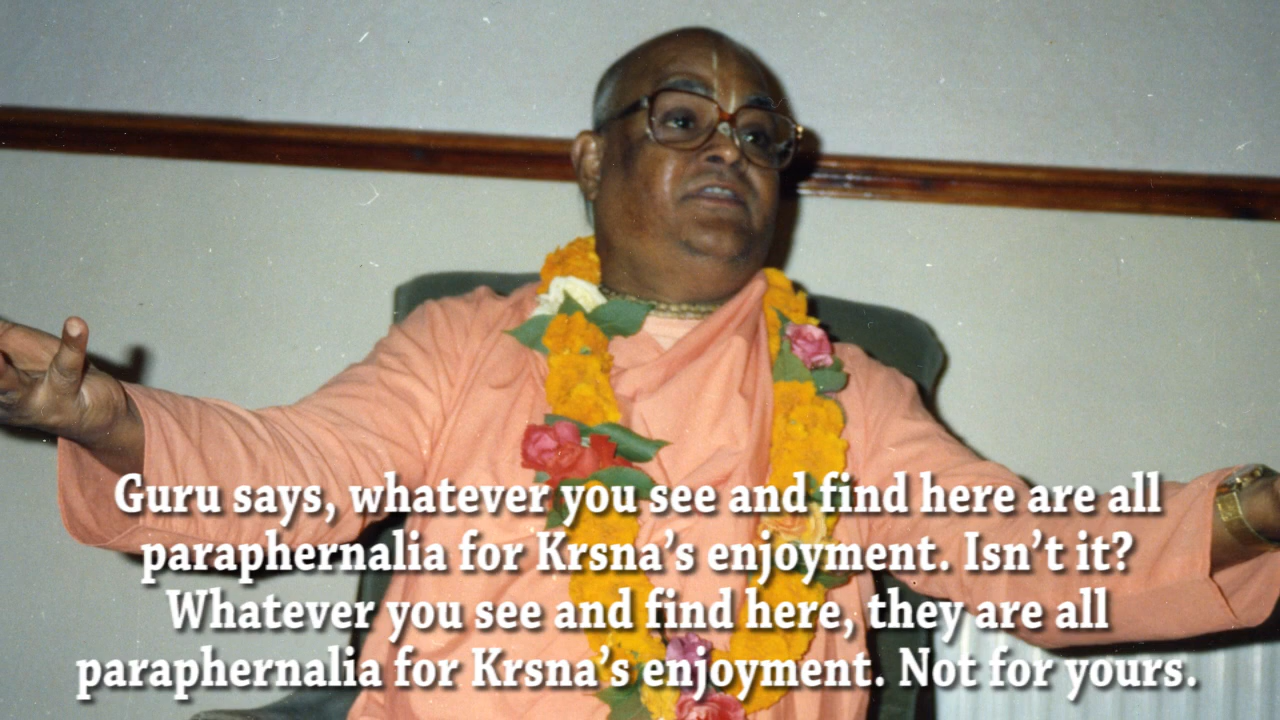 Guru says, whatever you see and find here are all
paraphernalia for Krsna’s enjoyment. Isn’t it?
Whatever you see and find here, they are all
paraphernalia for Krsna’s enjoyment. Not for yours.